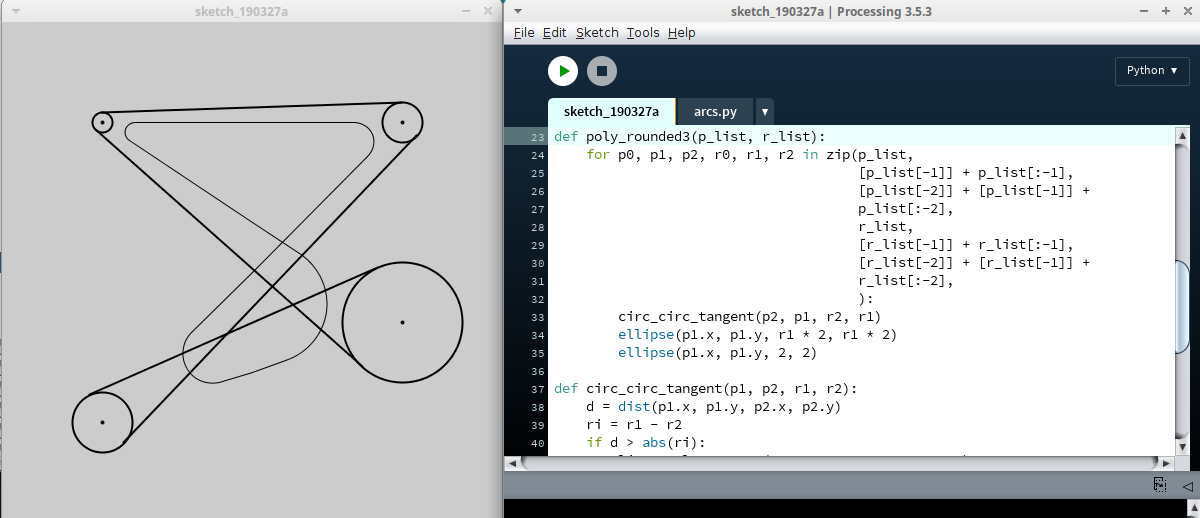 sketch_190327a
sketch_190327a | Processing 3.5.3
File Edit Sketch Tools Help
Python ▾
sketch_190327a arcs.py ▾
23 def poly_rounded3(p_list, r_list):
24     for p0, p1, p2, r0, r1, r2 in zip(p_list,
25                                       [p_list[-1]] + p_list[:-1],
26                                       [p_list[-2]] + [p_list[-1]] +
27                                       p_list[:-2],
28                                       r_list,
29                                       [r_list[-1]] + r_list[:-1],
30                                       [r_list[-2]] + [r_list[-1]] +
31                                       r_list[:-2],
32                                       ):
33         circ_circ_tangent(p2, p1, r2, r1)
34         ellipse(p1.x, p1.y, r1 * 2, r1 * 2)
35         ellipse(p1.x, p1.y, 2, 2)
36
37 def circ_circ_tangent(p1, p2, r1, r2):
38     d = dist(p1.x, p1.y, p2.x, p2.y)
39     ri = r1 - r2
40     if d > abs(ri):